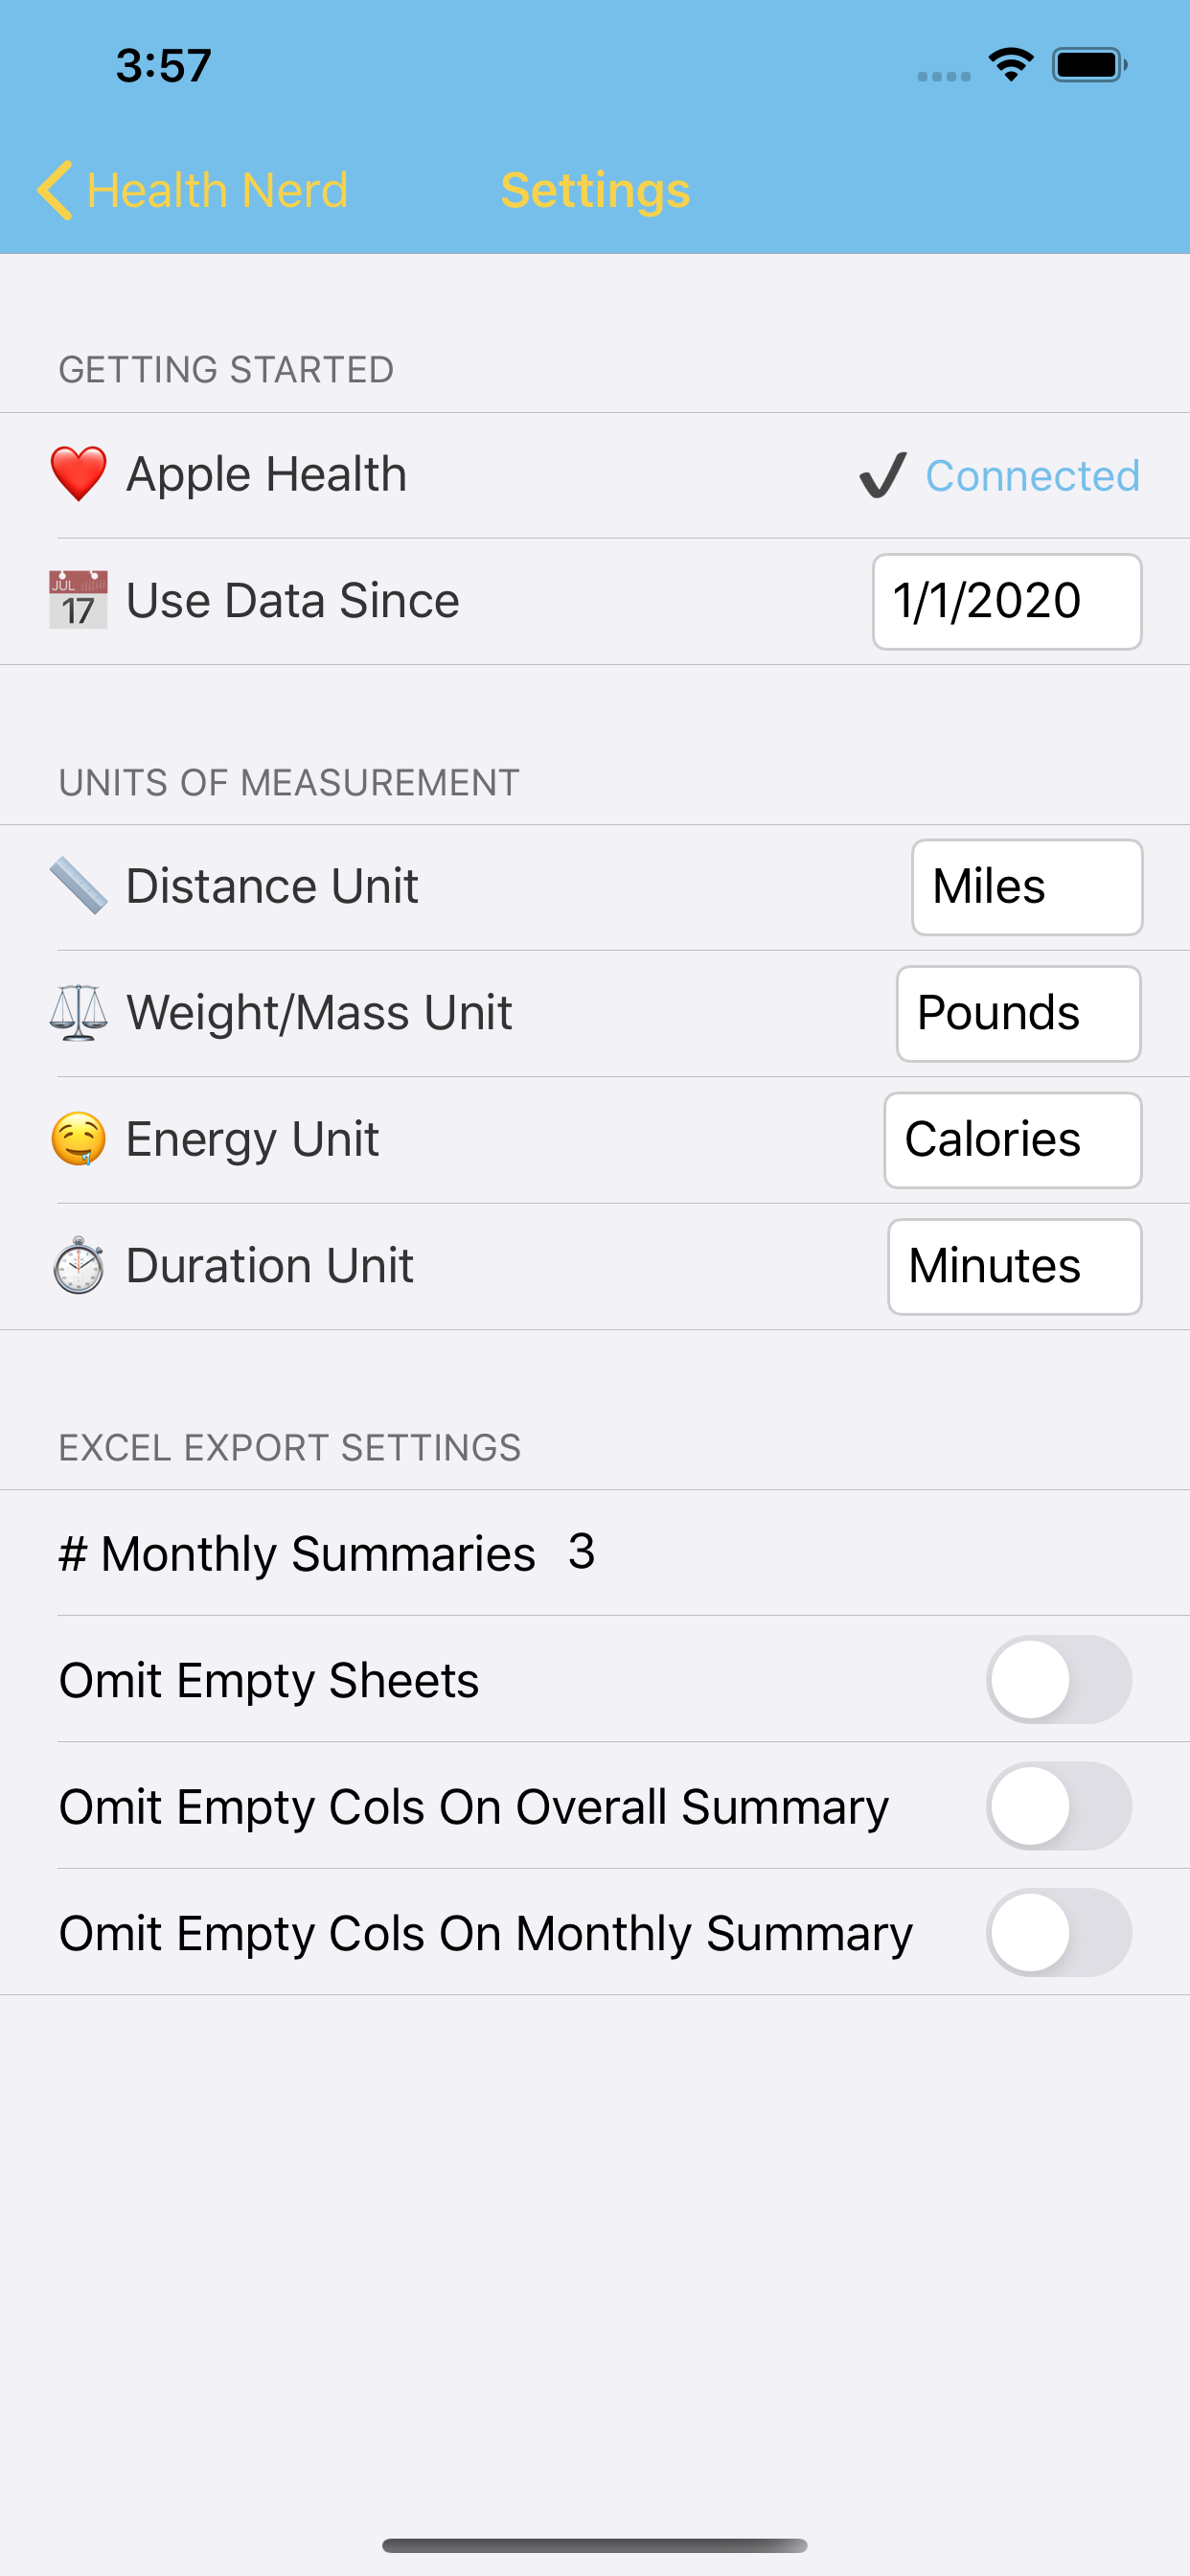 3:57
Health Nerd
Settings
GETTING STARTED
Apple Health
✔ Connected
JUL
17
Use Data Since
1/1/2020
UNITS OF MEASUREMENT
Distance Unit
Miles
Weight/Mass Unit
Pounds
Energy Unit
Calories
Duration Unit
Minutes
EXCEL EXPORT SETTINGS
# Monthly Summaries 3
Omit Empty Sheets
Omit Empty Cols On Overall Summary
Omit Empty Cols On Monthly Summary